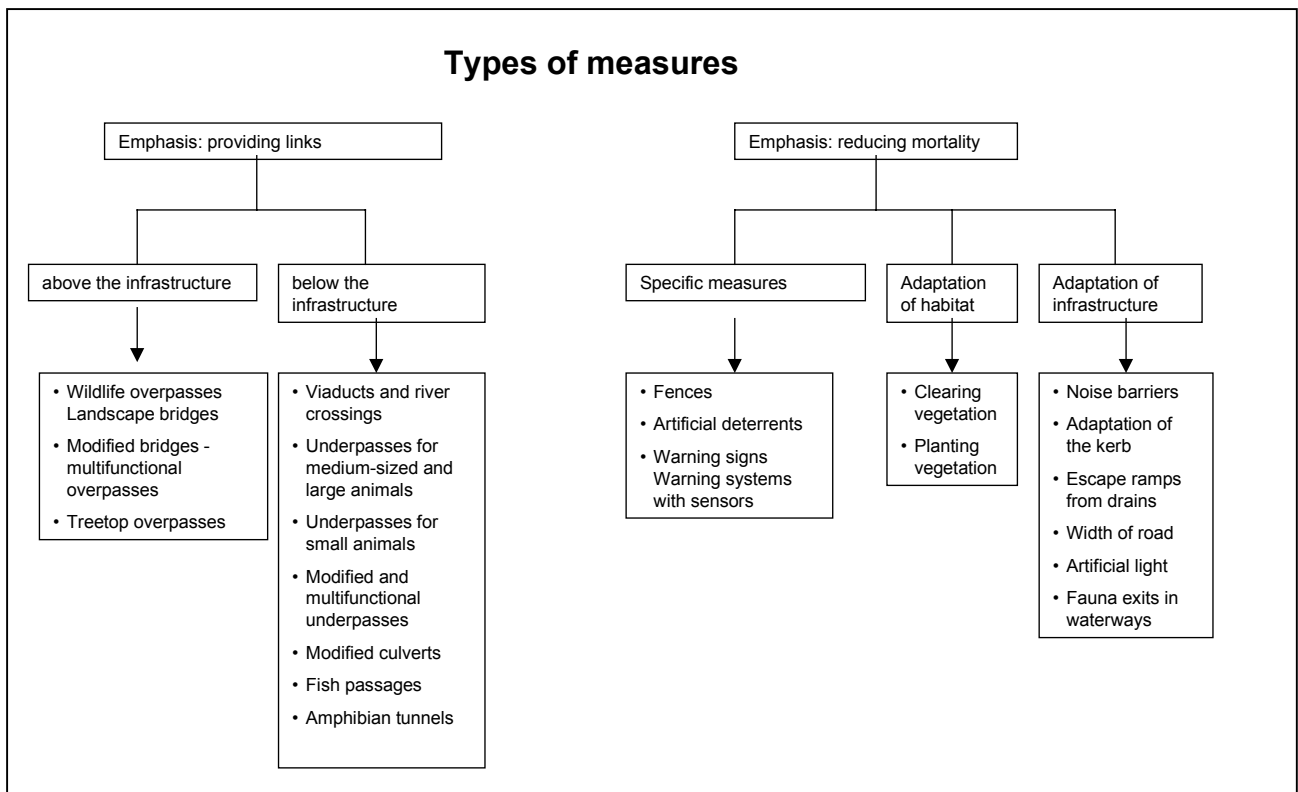 Types of measures
Emphasis: providing links
above the infrastructure
• Wildlife overpasses
Landscape bridges
• Modified bridges -
multifunctional
overpasses
• Treetop overpasses
below the
infrastructure
• Viaducts and river
crossings
• Underpasses for
medium-sized and
large animals
• Underpasses for
small animals
• Modified and
multifunctional
underpasses
• Modified culverts
• Fish passages
• Amphibian tunnels
Emphasis: reducing mortality
Specific measures
• Fences
• Artificial deterrents
• Warning signs
Warning systems
with sensors
Adaptation
of habitat
• Clearing
vegetation
• Planting
vegetation
Adaptation of
infrastructure
• Noise barriers
• Adaptation of
the kerb
• Escape ramps
from drains
• Width of road
• Artificial light
• Fauna exits in
waterways